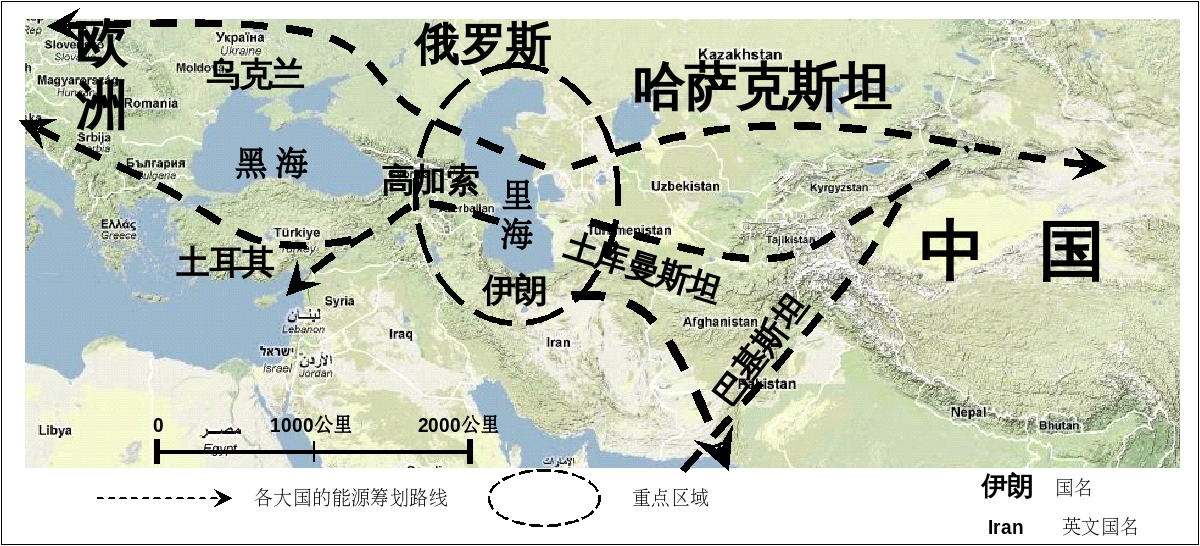 欧
洲
Україна
Ukraine
乌克兰
俄罗斯
Kazakhstan
哈萨克斯坦
Magyarország
Romania
Srbija
България
Bulgaria
黑 海
高加索
Azerbaijan
里
海
Uzbekistan
Kyrgyzstan
Ελλάς
Greece
Türkiye
Turkey
土耳其
Turkmenistan
土库曼斯坦
Tajikistan
中 国
伊朗
Syria
لبنان
Lebanon
Iraq
Iran
Afghanistan
巴基斯坦
Pakistan
ישראל
Israel
الأردن
Jordan
0 1000公里 2000公里
Libya
مصر
Egypt
Nepal
Bhutan
الإمارات
各大国的能源筹划路线
重点区域
伊朗 国名
Iran 英文国名